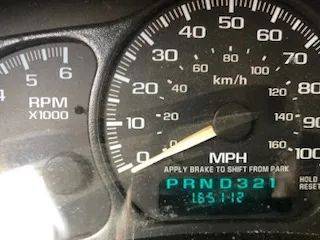 4 5 6
RPM
X1000
0 10 20 30 40 50 60 70 80 90 100
20 40 60 80 100 120 140 160
km/h
MPH
APPLY BRAKE TO SHIFT FROM PARK
PRND321
HOLD
RESET